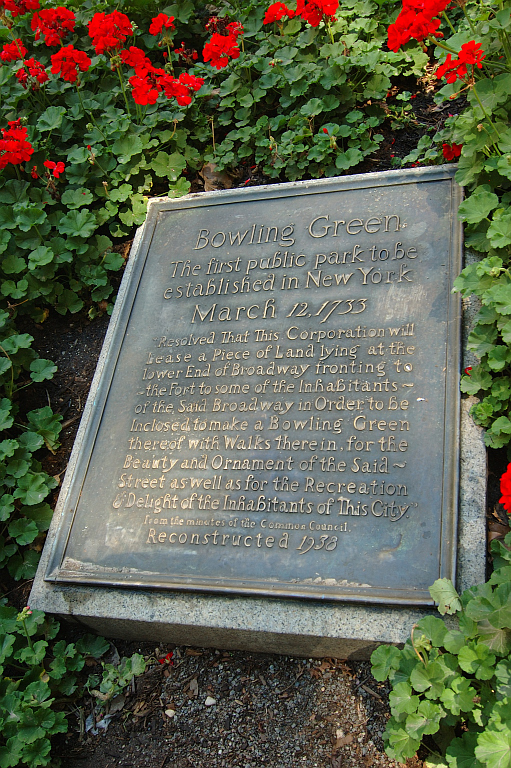 Bowling Green.
The first public park to be
established in New York
March 12, 1733
"Resolved That This Corporation will
Lease a Piece of Land lying at the
Lower End of Broadway fronting to
~ the Fort to some of the Inhabitants ~
of the Said Broadway in Order to be
Inclosed to make a Bowling Green
there of with Walks therein, for the
Beauty and Ornament of the Said ~
Street as well as for the Recreation
& Delight of the Inhabitants of This City."
From the minutes of the Common Council.
Reconstructed 1938